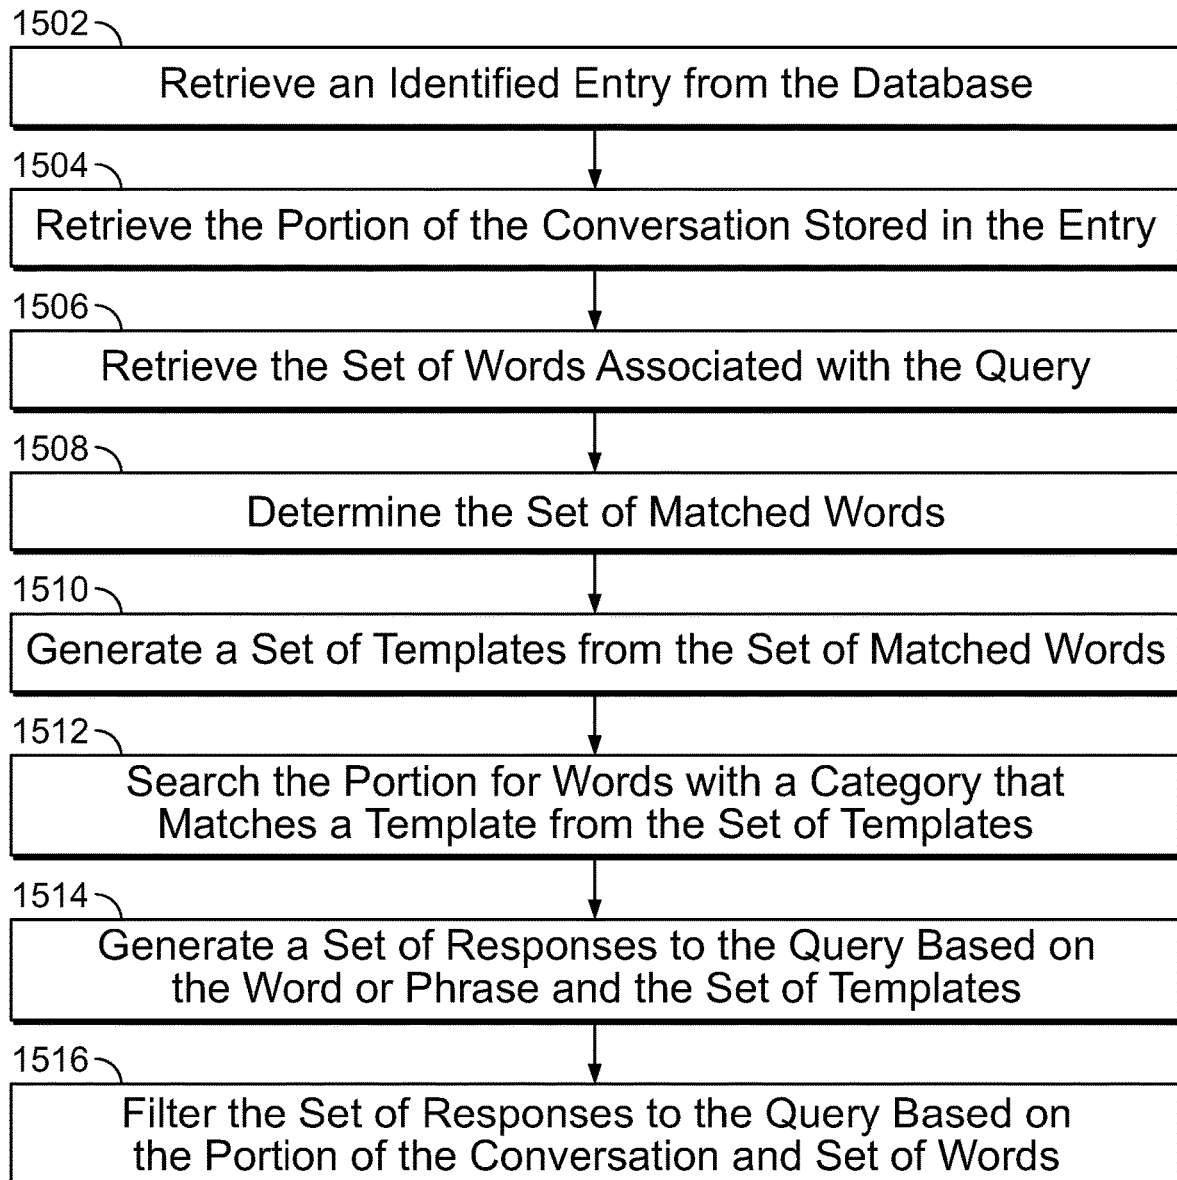 1502
Retrieve an Identified Entry from the Database
1504
Retrieve the Portion of the Conversation Stored in the Entry
1506
Retrieve the Set of Words Associated with the Query
1508
Determine the Set of Matched Words
1510
Generate a Set of Templates from the Set of Matched Words
1512
Search the Portion for Words with a Category that
Matches a Template from the Set of Templates
1514
Generate a Set of Responses to the Query Based on
the Word or Phrase and the Set of Templates
1516
Filter the Set of Responses to the Query Based on
the Portion of the Conversation and Set of Words